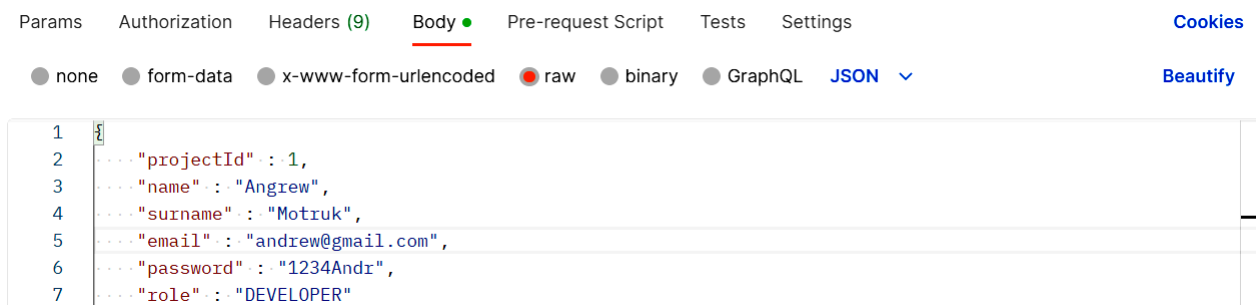 Params Authorization Headers (9) Body Pre-request Script Tests Settings Cookies
none form-data x-www-form-urlencoded raw binary GraphQL JSON Beautify
1 {
2 "projectId" : 1,
3 "name" : "Angrew",
4 "surname" : "Motruk",
5 "email" : "andrew@gmail.com",
6 "password" : "1234Andr",
7 "role" : "DEVELOPER"